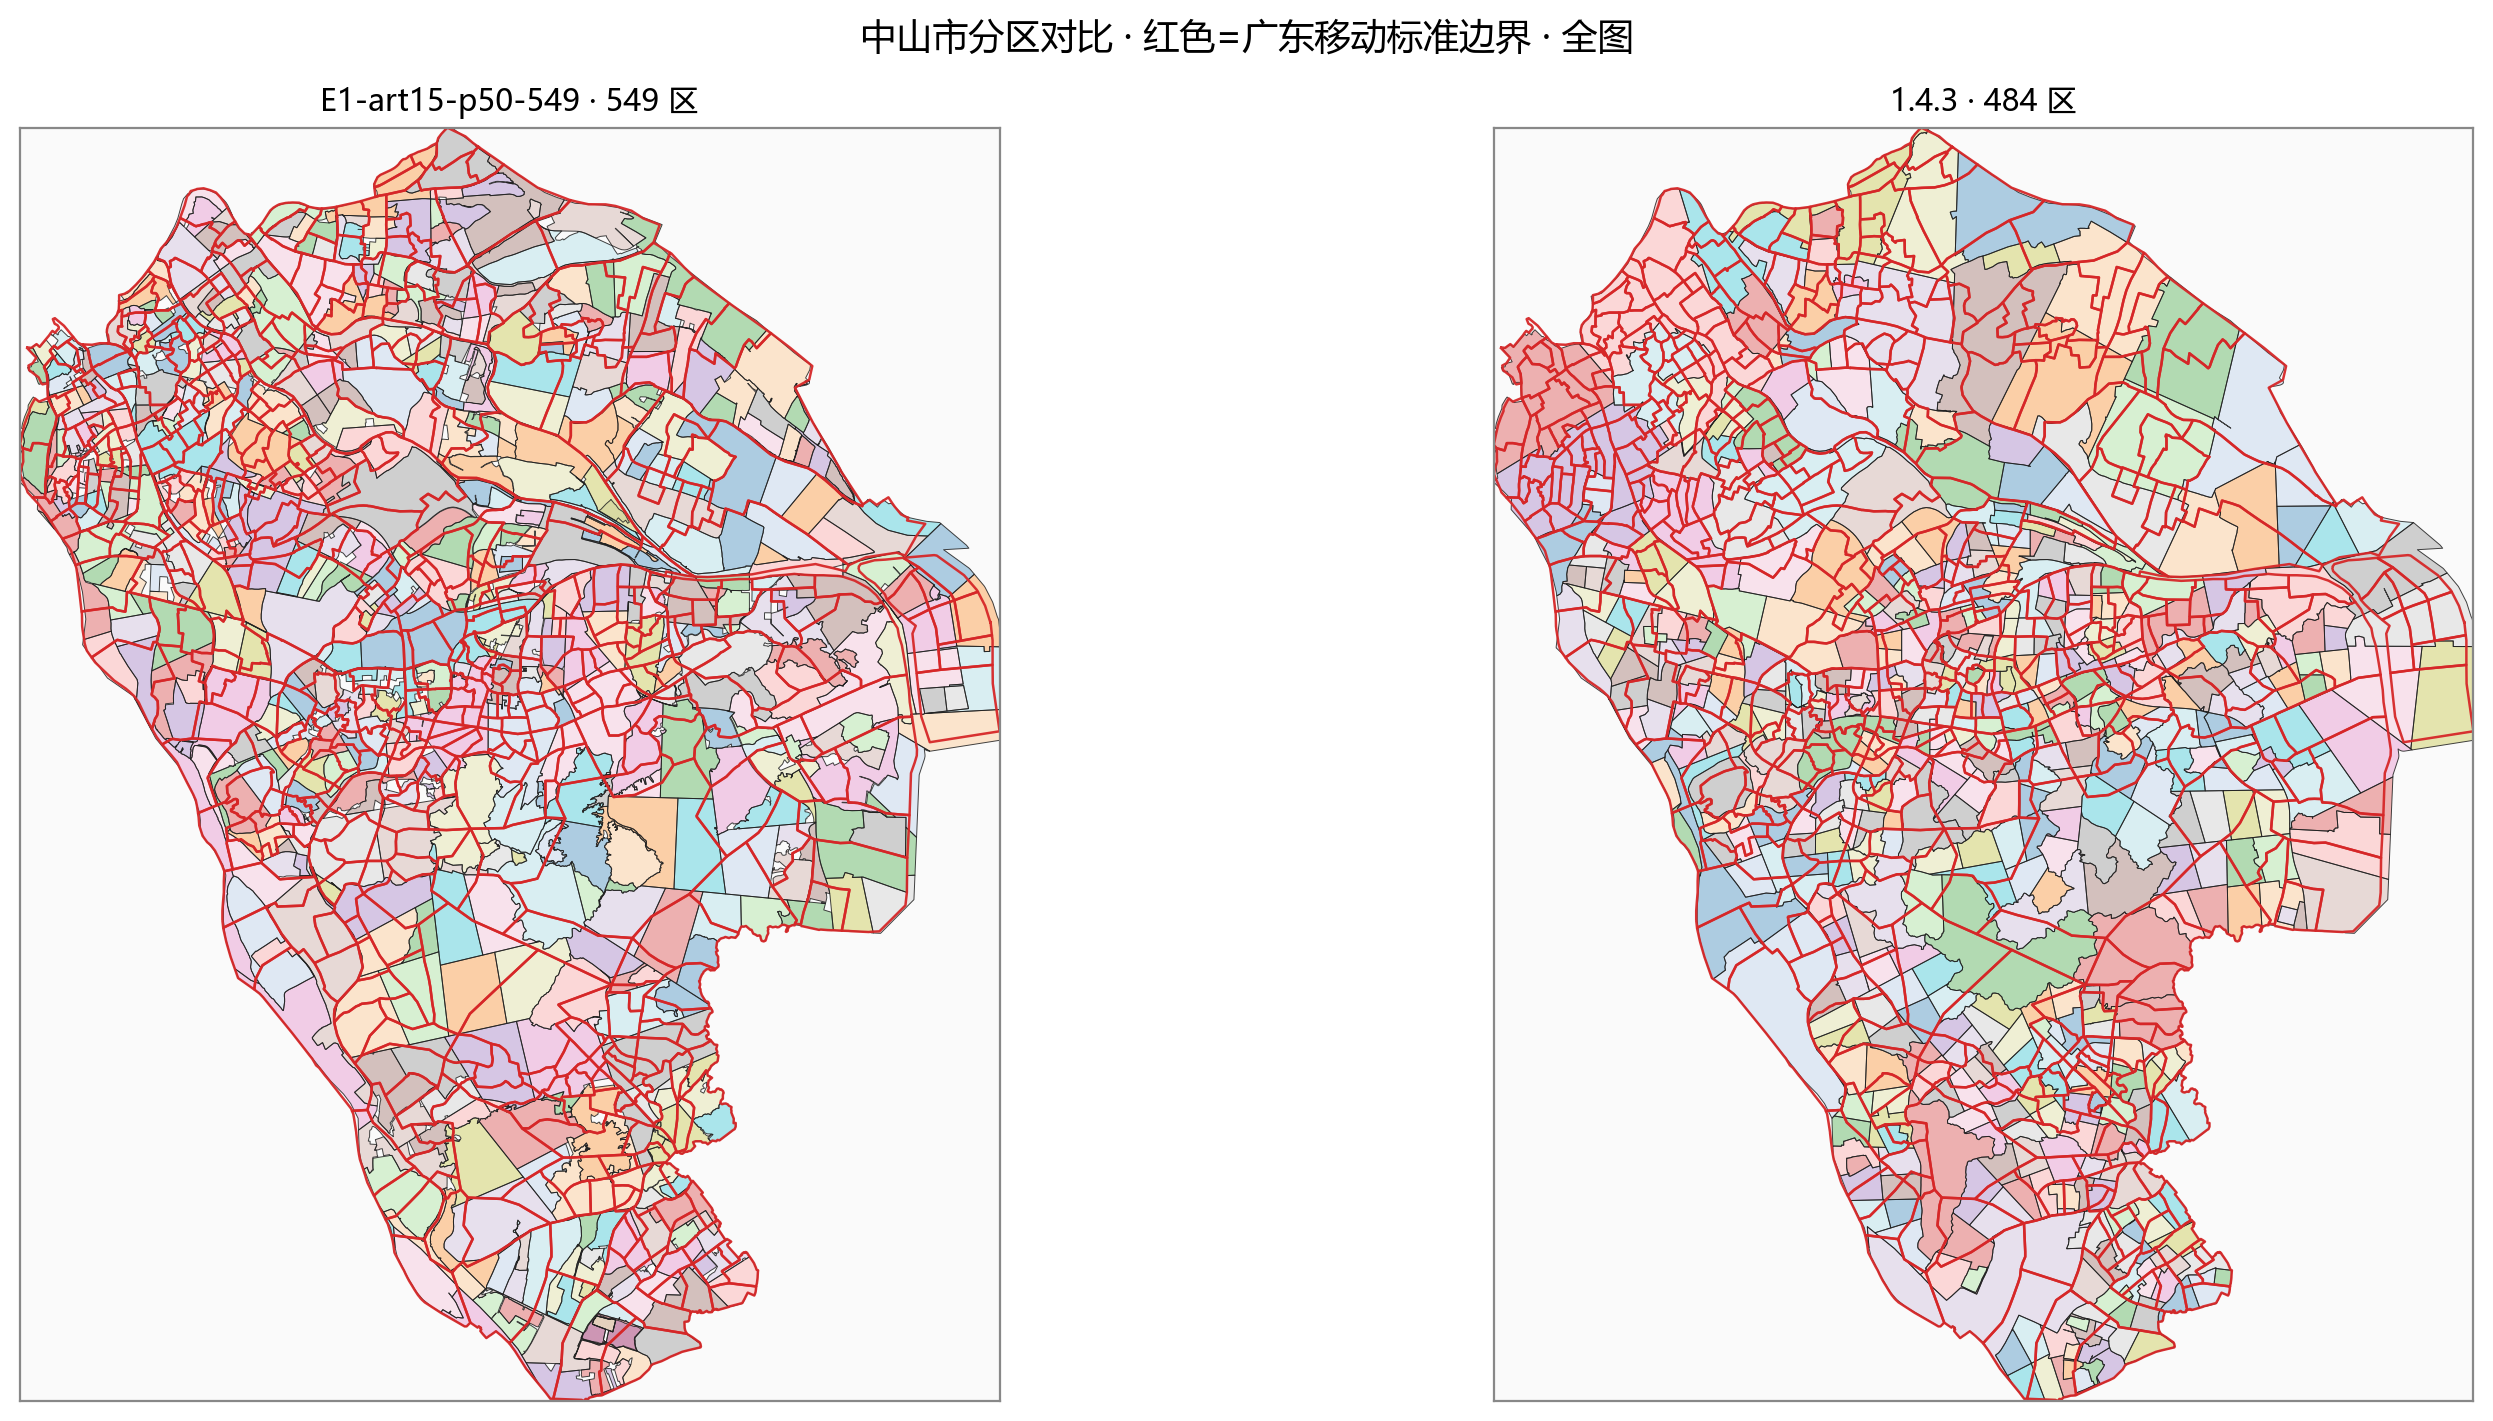 中山市分区对比 · 红色=广东移动标准边界 · 全图
E1-art15-p50-549 · 549 区
1.4.3 · 484 区